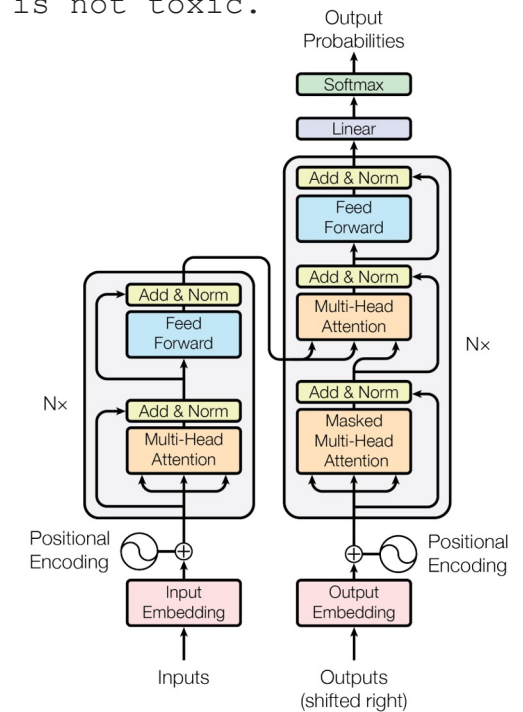 is not toxic.
Output
Probabilities
Softmax
Linear
Add & Norm
Feed
Forward
Add & Norm
Multi-Head
Attention
Add & Norm
Masked
Multi-Head
Attention
Nx
Add & Norm
Feed
Forward
Add & Norm
Multi-Head
Attention
Nx
Positional
Encoding
Positional
Encoding
Input
Embedding
Output
Embedding
Inputs
Outputs
(shifted right)